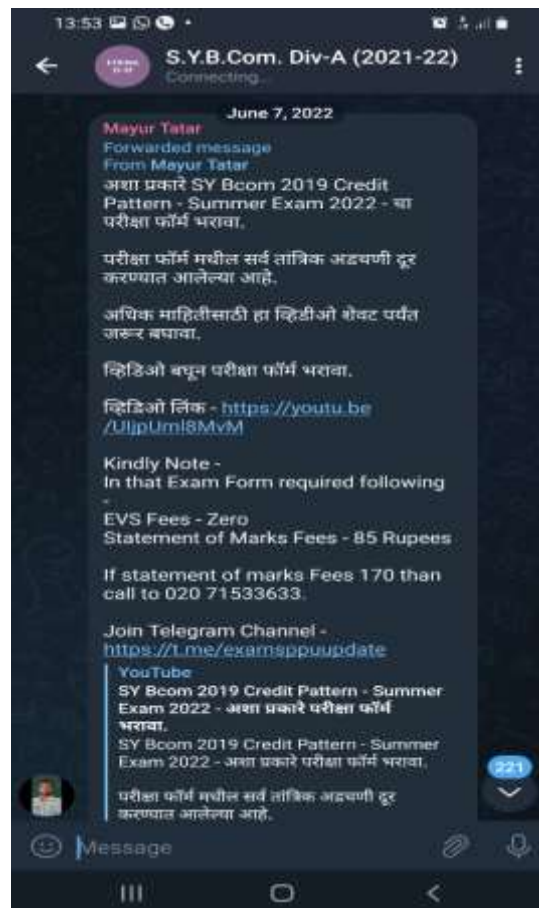 13:53
S.Y.B.Com. Div-A (2021-22)
Connecting...
June 7, 2022
Mayur Tatar
Forwarded message
From Mayur Tatar
अशा प्रकारे SY Bcom 2019 Credit
Pattern - Summer Exam 2022 - चा
परीक्षा फॉर्म भरावा.
परीक्षा फॉर्म मधील सर्व तांत्रिक अडचणी दूर
करण्यात आलेल्या आहे.
अधिक माहितीसाठी हा व्हिडीओ शेवट पर्यंत
जरूर बघावा.
व्हिडिओ बघून परीक्षा फॉर्म भरावा.
व्हिडिओ लिंक - https://youtu.be
/UIjpUml8MvM
Kindly Note -
In that Exam Form required following
-
EVS Fees - Zero
Statement of Marks Fees - 85 Rupees
If statement of marks Fees 170 than
call to 020 71533633.
Join Telegram Channel -
https://t.me/examsppuupdate
YouTube
SY Bcom 2019 Credit Pattern - Summer
Exam 2022 - अशा प्रकारे परीक्षा फॉर्म
भरावा.
SY Bcom 2019 Credit Pattern - Summer
Exam 2022 - अशा प्रकारे परीक्षा फॉर्म भरावा.
परीक्षा फॉर्म मधील सर्व तांत्रिक अडचणी दूर
करण्यात आलेल्या आहे.
221
Message